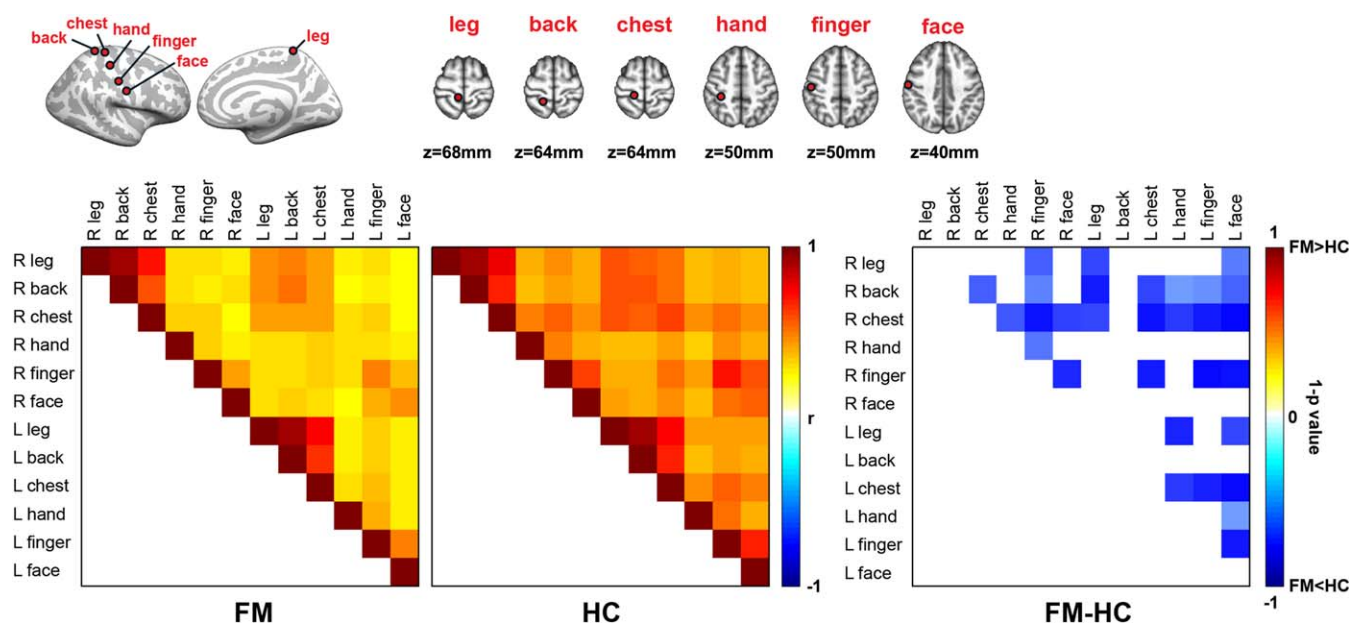 chest
back
hand
finger
face
leg
leg back chest hand finger face
z=68mm z=64mm z=64mm z=50mm z=50mm z=40mm
R leg R back R chest R hand R finger R face L leg L back L chest L hand L finger L face
R leg R back R chest R hand R finger R face L leg L back L chest L hand L finger L face
R leg
R back
R chest
R hand
R finger
R face
L leg
L back
L chest
L hand
L finger
L face
1
r
-1
R leg
R back
R chest
R hand
R finger
R face
L leg
L back
L chest
L hand
L finger
L face
1
FM>HC
0
1-p value
FM<HC
-1
FM HC FM-HC